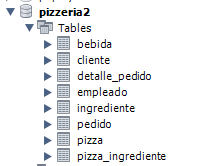 pizzeria2
Tables
bebida
cliente
detalle_pedido
empleado
ingrediente
pedido
pizza
pizza_ingrediente